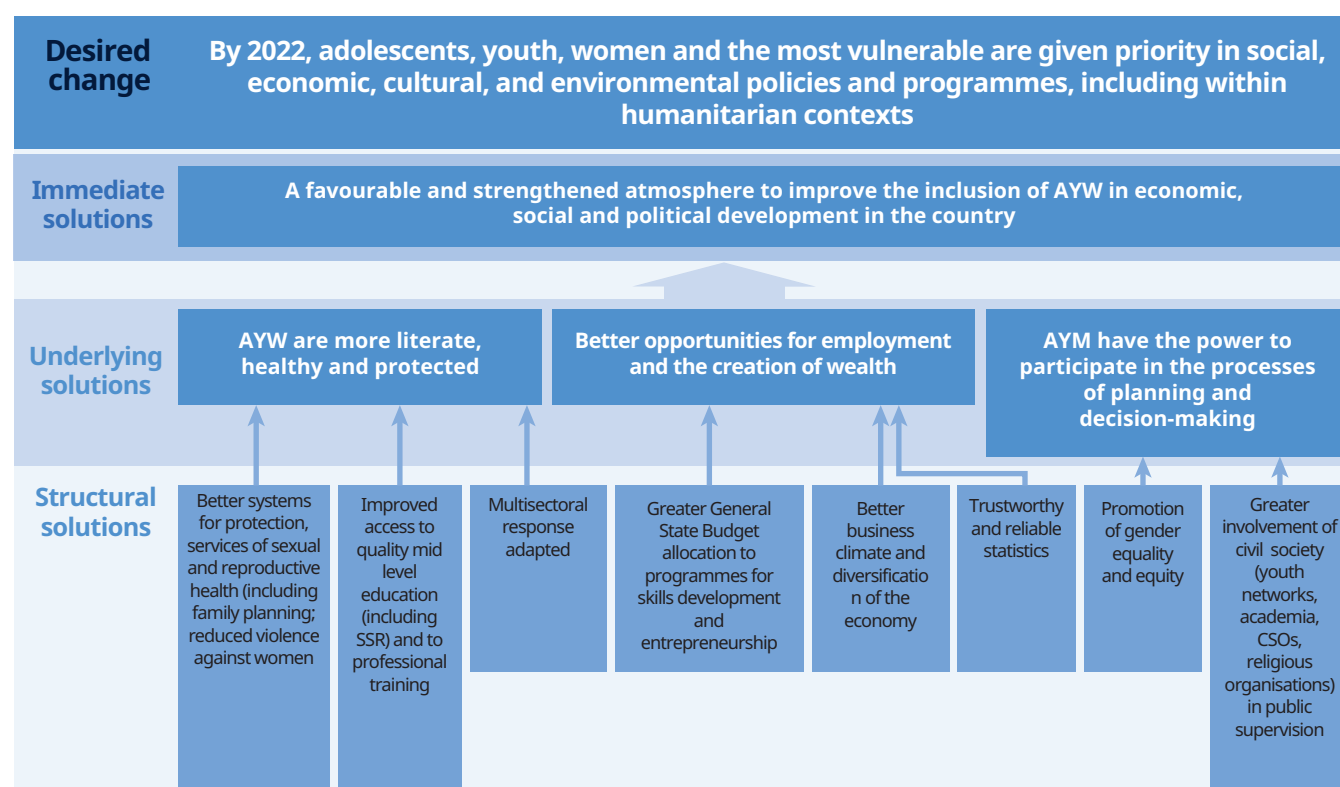 Desired
change
By 2022, adolescents, youth, women and the most vulnerable are given priority in social,
economic, cultural, and environmental policies and programmes, including within
humanitarian contexts
Immediate
solutions
A favourable and strengthened atmosphere to improve the inclusion of AYW in economic,
social and political development in the country
Underlying
solutions
AYW are more literate,
healthy and protected
Better opportunities for employment
and the creation of wealth
AYM have the power to
participate in the processes
of planning and
decision-making
Structural
solutions
Better systems
for protection,
services of sexual
and reproductive
health (including
family planning;
reduced violence
against women
Improved
access to
quality mid
level
education
(including
SSR) and to
professional
training
Multisectoral
response
adapted
Greater General
State Budget
allocation to
programmes for
skills development
and
entrepreneurship
Better
business
climate and
diversificatio
n of the
economy
Trustworthy
and reliable
statistics
Promotion
of gender
equality
and equity
Greater
involvement of
civil society
(youth
networks,
academia,
CSOs,
religious
organisations)
in public
supervision